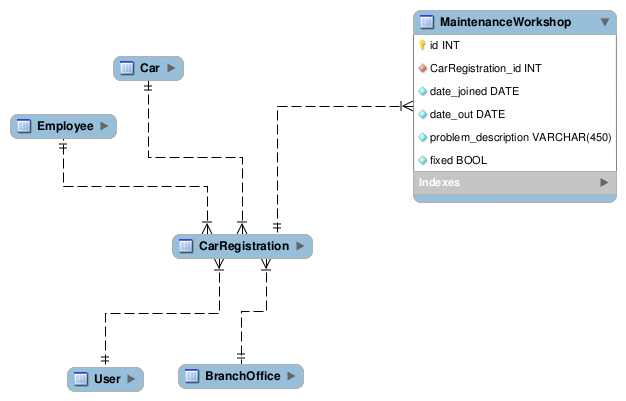 MaintenanceWorkshop
id INT
CarRegistration_id INT
date_joined DATE
date_out DATE
problem_description VARCHAR(450)
fixed BOOL
Indexes
Car
Employee
CarRegistration
User
BranchOffice